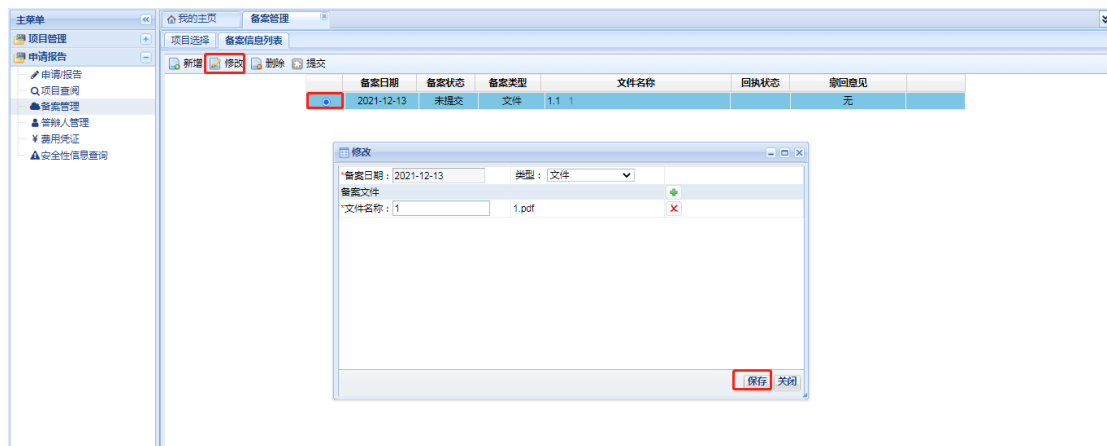 主菜单
项目管理
申请报告
申请/报告
项目查阅
备案管理
答辩人管理
¥ 费用凭证
安全性信息查询
我的主页 备案管理
项目选择 备案信息列表
新增 修改 删除 提交
备案日期 备案状态 备案类型 文件名称 回执状态 撤回意见
2021-12-13 未提交 文件 1.1 1 无
修改
*备案日期：2021-12-13 类型：文件
备案文件
*文件名称：1 1.pdf
保存 关闭